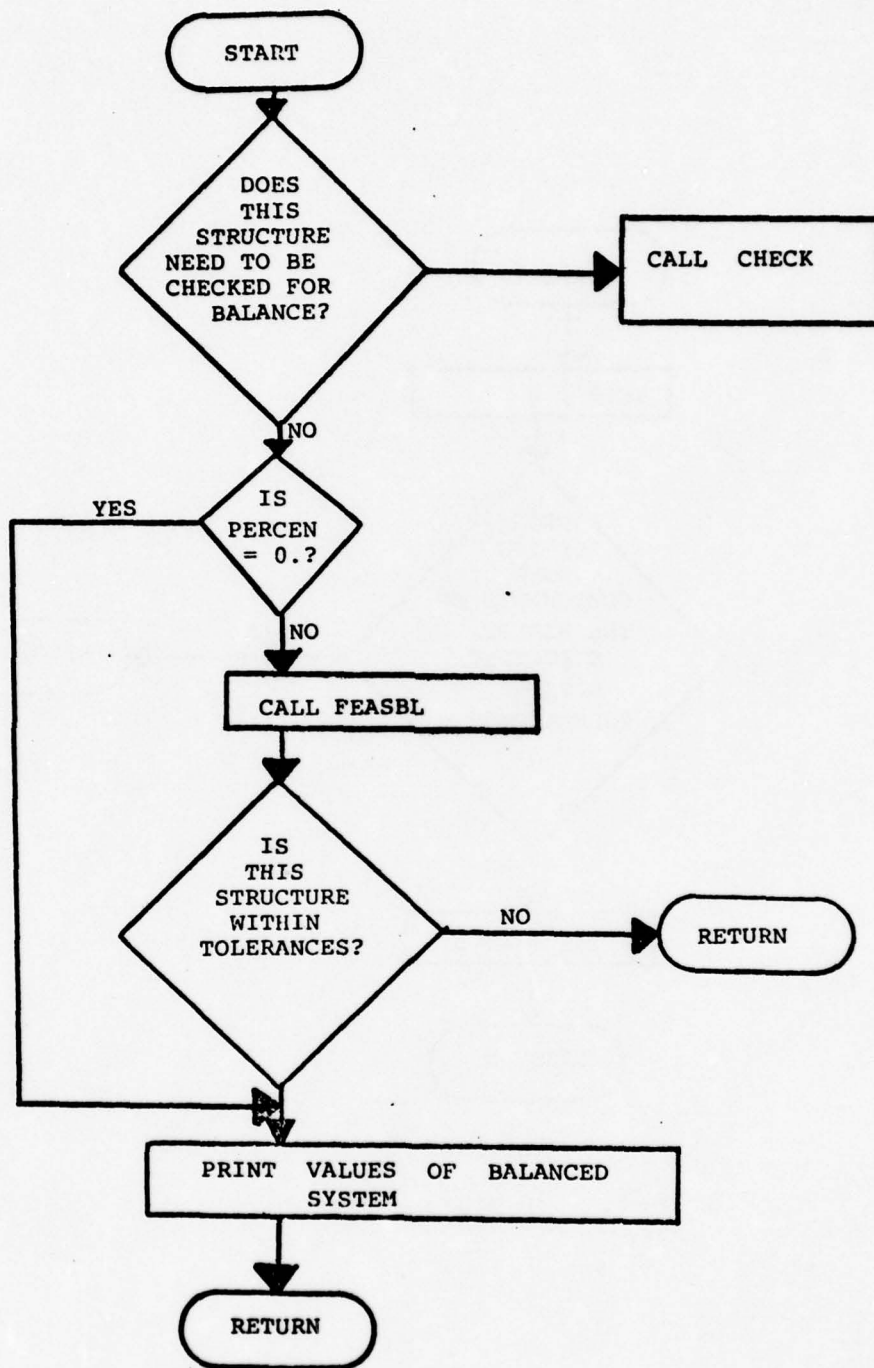 START
DOES
THIS
STRUCTURE
NEED TO BE
CHECKED FOR
BALANCE?
CALL CHECK
NO
YES
IS
PERCEN
= 0.?
NO
CALL FEASBL
IS
THIS
STRUCTURE
WITHIN
TOLERANCES?
NO
RETURN
PRINT VALUES OF BALANCED
SYSTEM
RETURN